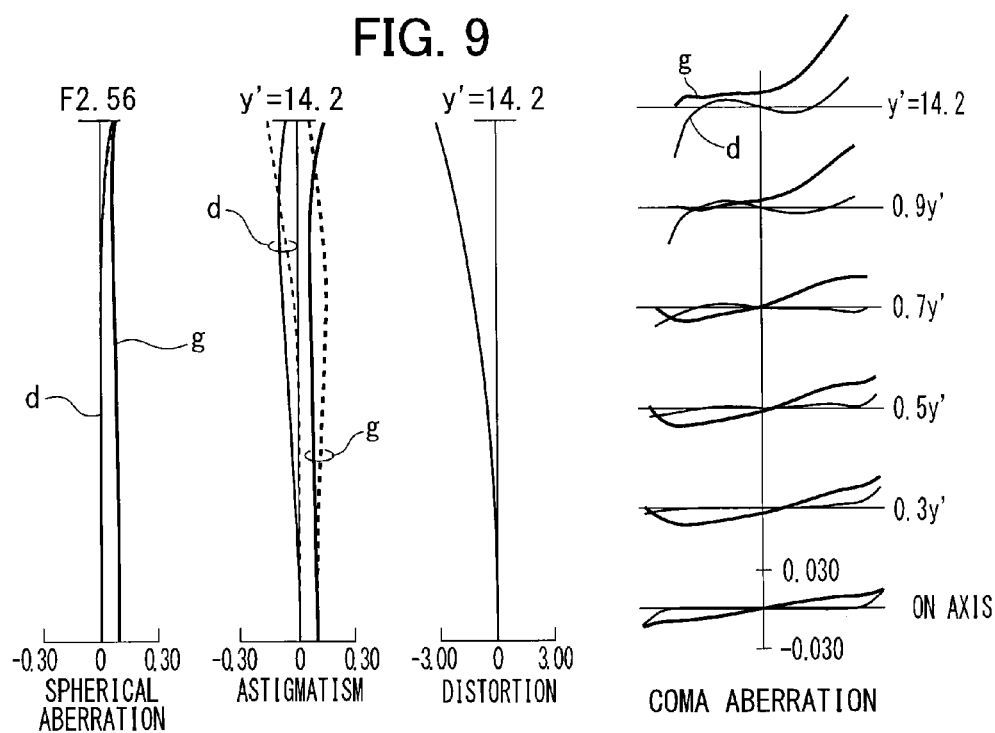 FIG. 9
F2.56
d
g
-0.30 0 0.30
SPHERICAL
ABERRATION
y'=14.2
d
g
-0.30 0 0.30
ASTIGMATISM
y'=14.2
-3.00 0 3.00
DISTORTION
g
d
y'=14.2
0.9y'
0.7y'
0.5y'
0.3y'
0.030
ON AXIS
-0.030
COMA ABERRATION